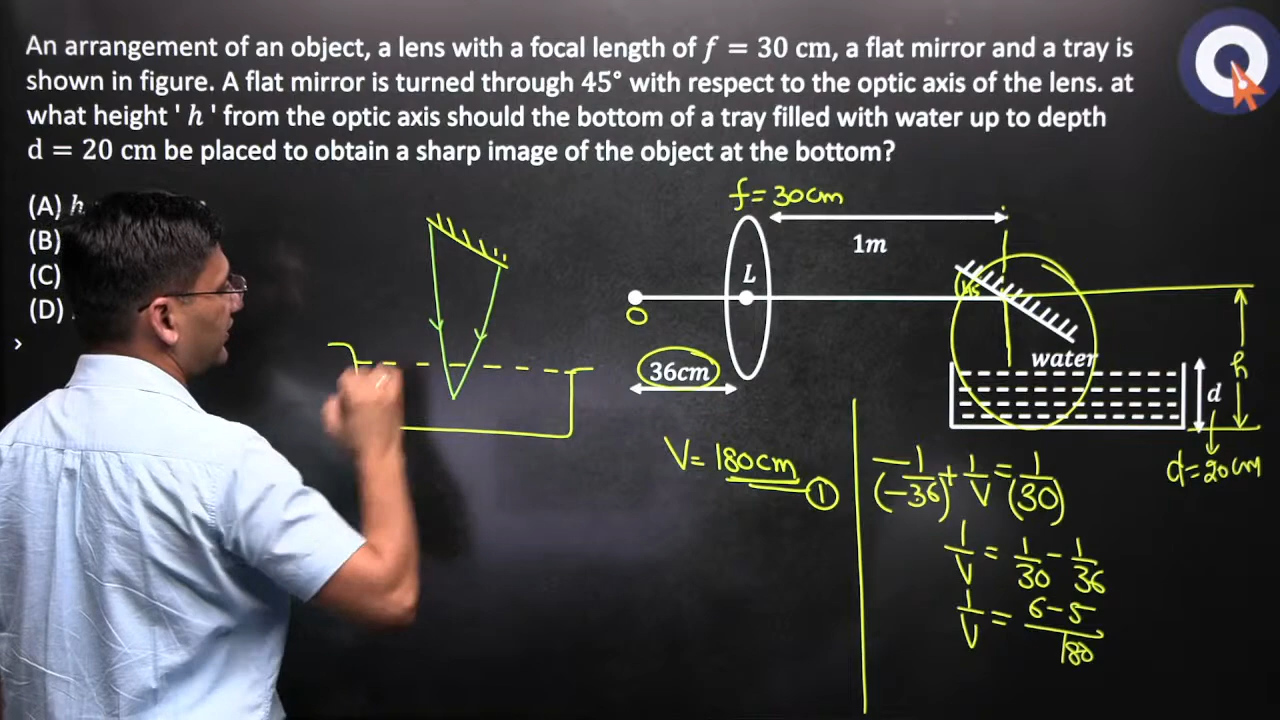 An arrangement of an object, a lens with a focal length of f = 30 cm, a flat mirror and a tray is
shown in figure. A flat mirror is turned through 45° with respect to the optic axis of the lens. at
what height ' h ' from the optic axis should the bottom of a tray filled with water up to depth
d = 20 cm be placed to obtain a sharp image of the object at the bottom?
(A) h
(B)
(C)
(D)
f = 30cm
1m
L
O
45
36cm
water
d
h
d = 20cm
V = 180cm
1
- 1/(-36) + 1/V = 1/(30)
1/V = 1/30 - 1/36
1/V = 6-5/180